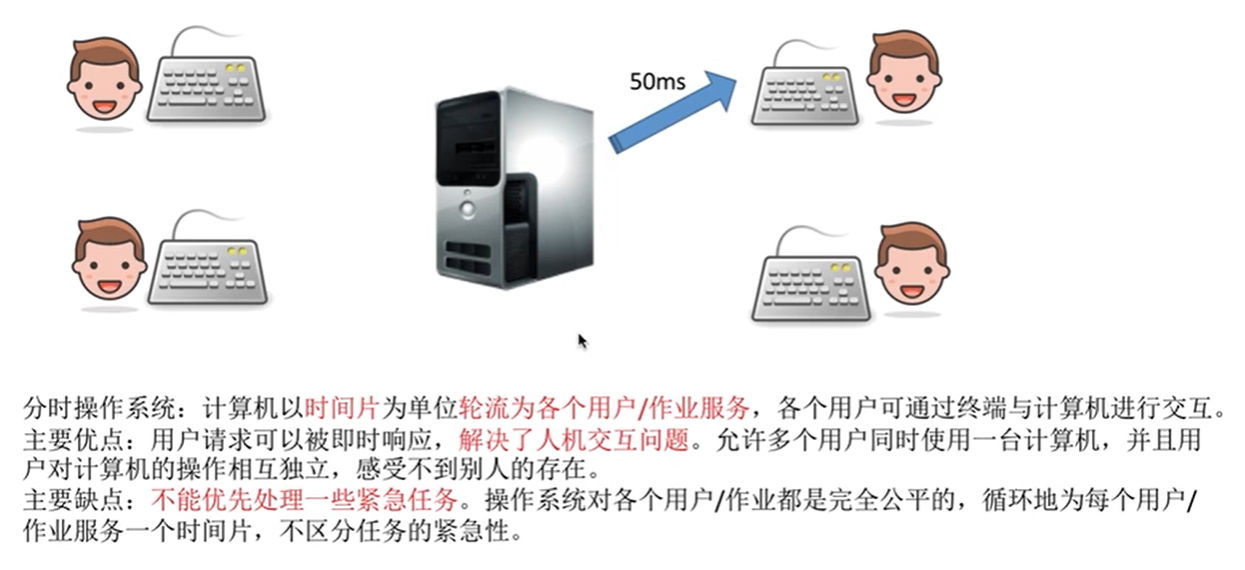 50ms
分时操作系统：计算机以时间片为单位轮流为各个用户/作业服务，各个用户可通过终端与计算机进行交互。
主要优点：用户请求可以被即时响应，解决了人机交互问题。允许多个用户同时使用一台计算机，并且用
户对计算机的操作相互独立，感受不到别人的存在。
主要缺点：不能优先处理一些紧急任务。操作系统对各个用户/作业都是完全公平的，循环地为每个用户/
作业服务一个时间片，不区分任务的紧急性。